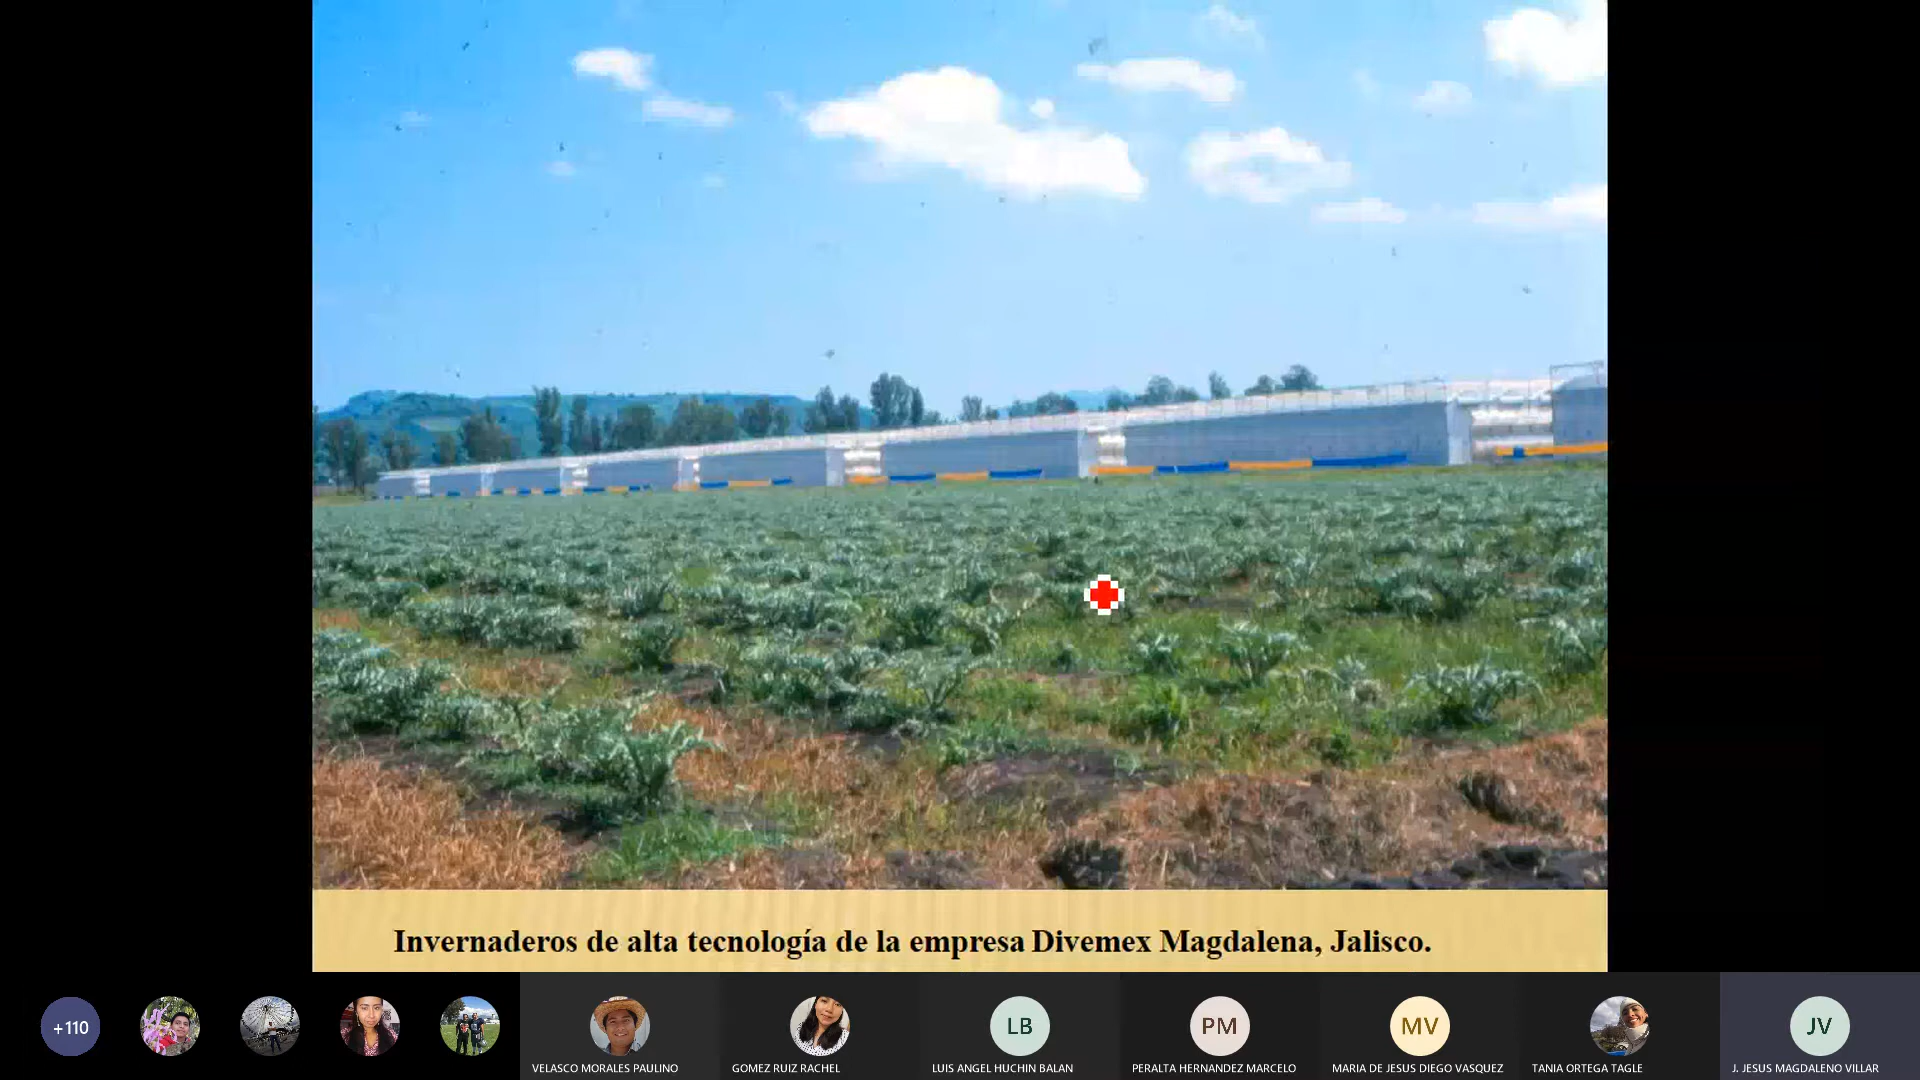 Invernaderos de alta tecnología de la empresa Divemex Magdalena, Jalisco.
+110
VELASCO MORALES PAULINO
GOMEZ RUIZ RACHEL
LB
LUIS ANGEL HUCHIN BALAN
PM
PERALTA HERNANDEZ MARCELO
MV
MARIA DE JESUS DIEGO VASQUEZ
TANIA ORTEGA TAGLE
JV
J. JESUS MAGDALENO VILLAR